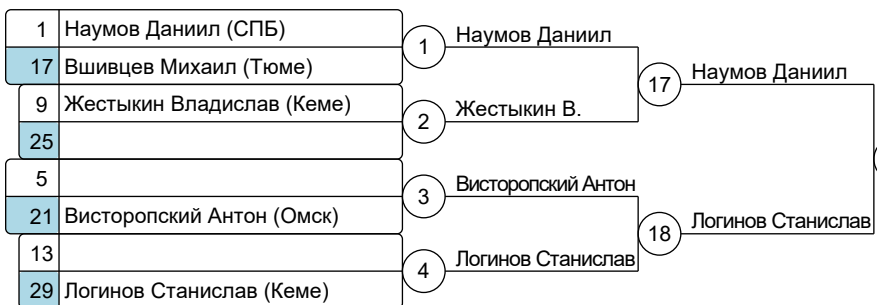 1 Наумов Даниил (СПБ)
17 Вшивцев Михаил (Тюме)
9 Жестыкин Владислав (Кеме)
25
5
21 Висторопский Антон (Омск)
13
29 Логинов Станислав (Кеме)
1 Наумов Даниил
2 Жестыкин В.
3 Висторопский Антон
4 Логинов Станислав
17 Наумов Даниил
18 Логинов Станислав